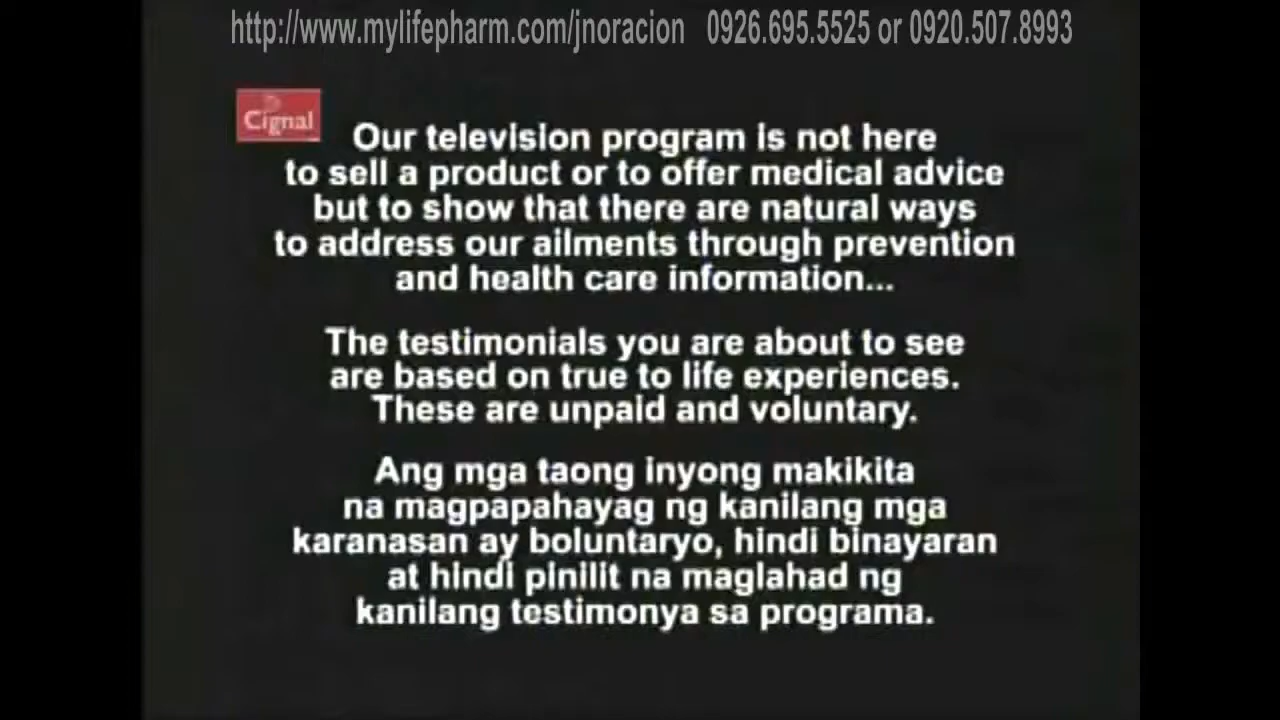 http://www.mylifepharm.com/jnoracion 0926.695.5525 or 0920.507.8993
Cignal
Our television program is not here
to sell a product or to offer medical advice
but to show that there are natural ways
to address our ailments through prevention
and health care information...
The testimonials you are about to see
are based on true to life experiences.
These are unpaid and voluntary.
Ang mga taong inyong makikita
na magpapahayag ng kanilang mga
karanasan ay boluntaryo, hindi binayaran
at hindi pinilit na maglahad ng
kanilang testimonya sa programa.